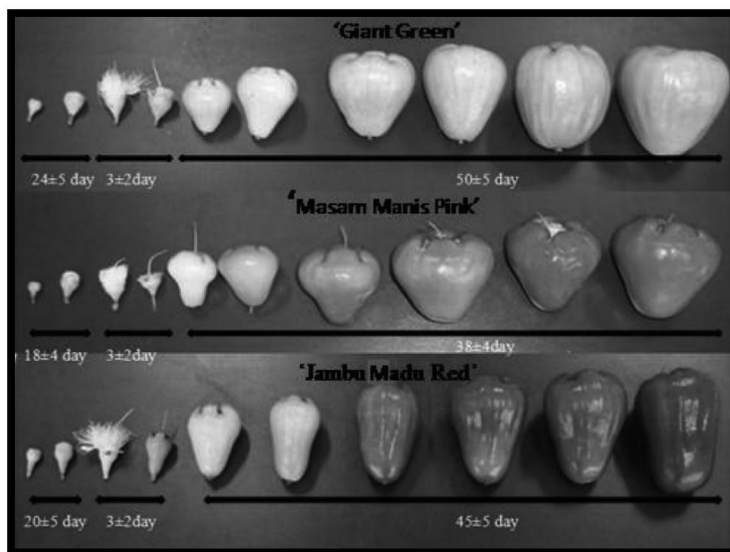 ‘Giant Green’
24±5 day 3±2day 50±5 day
‘Masam Manis Pink’
18±4 day 3±2day 38±4day
‘Jambu Madu Red’
20±5 day 3±2day 45±5 day